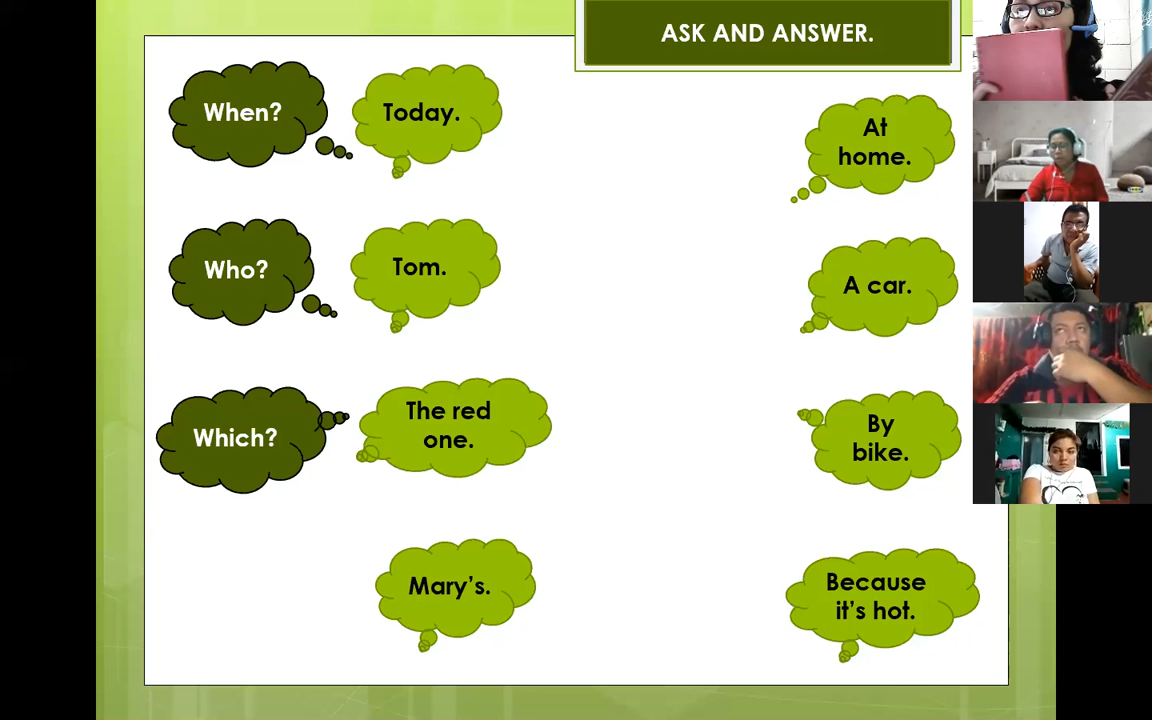 ASK AND ANSWER.
When?
Today.
At
home.
Who?
Tom.
A car.
Which?
The red
one.
By
bike.
Mary's.
Because
it's hot.